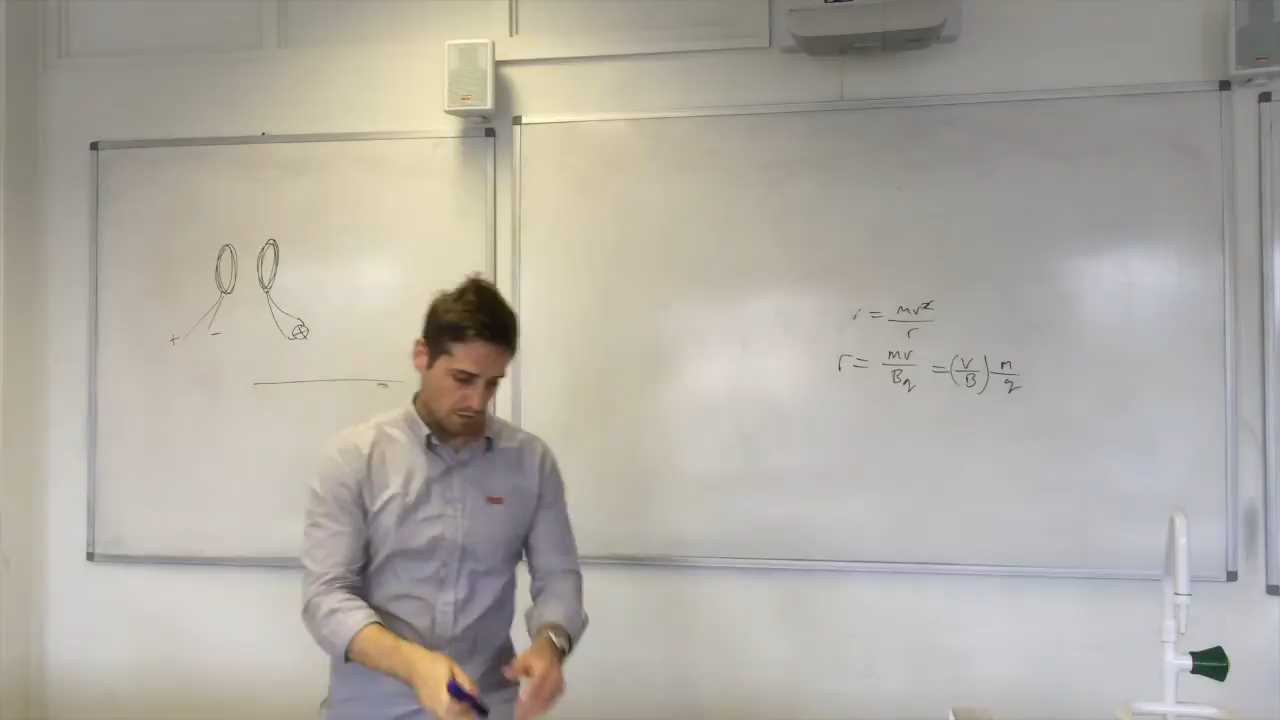 + -
= mv²/r
r = mv/Bq = (v/B) m/q